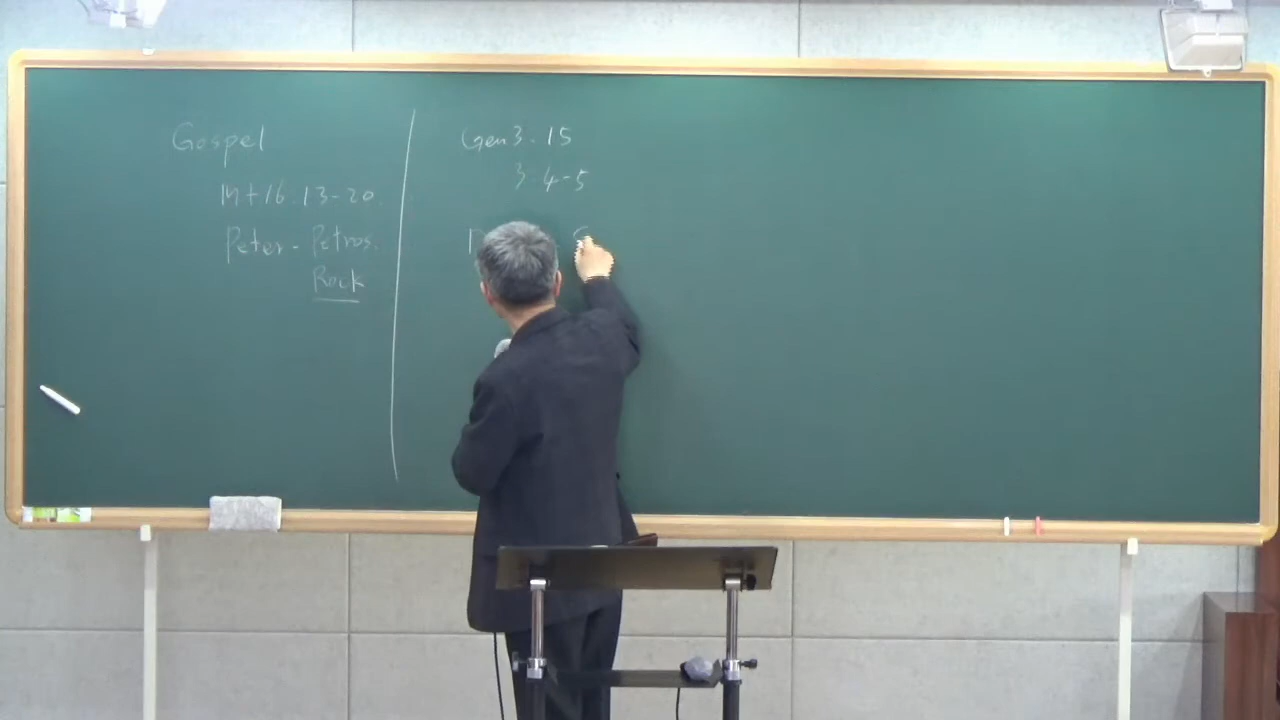 Gospel
Mt 16.13-20.
Peter - Petros.
Rock
Gen 3.15
3.4-5